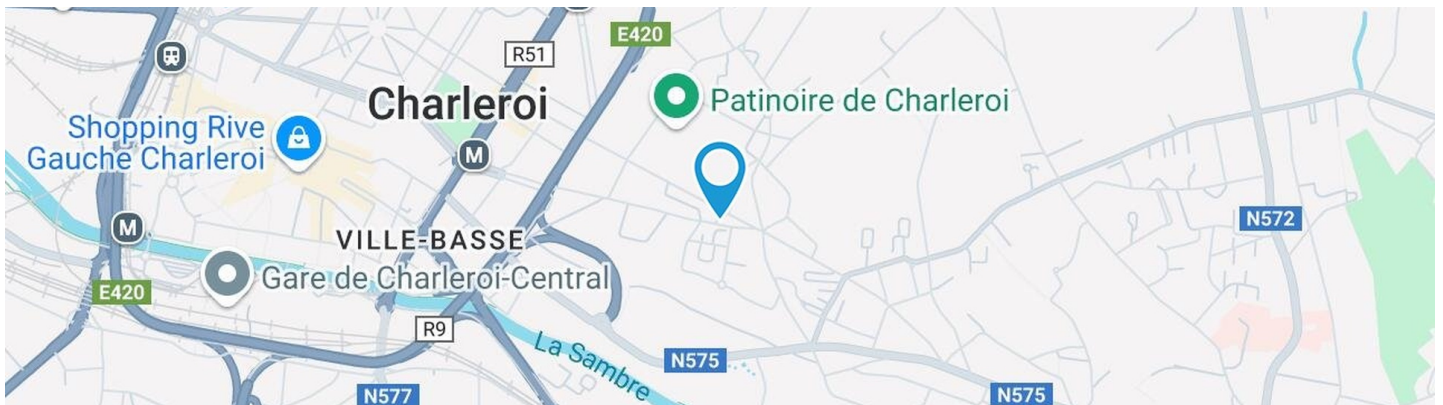 E420
R51
Patinoire de Charleroi
Charleroi
Shopping Rive
Gauche Charleroi
M
M
N572
VILLE-BASSE
Gare de Charleroi-Central
E420
R9
La Sambre
N575
N577
N575